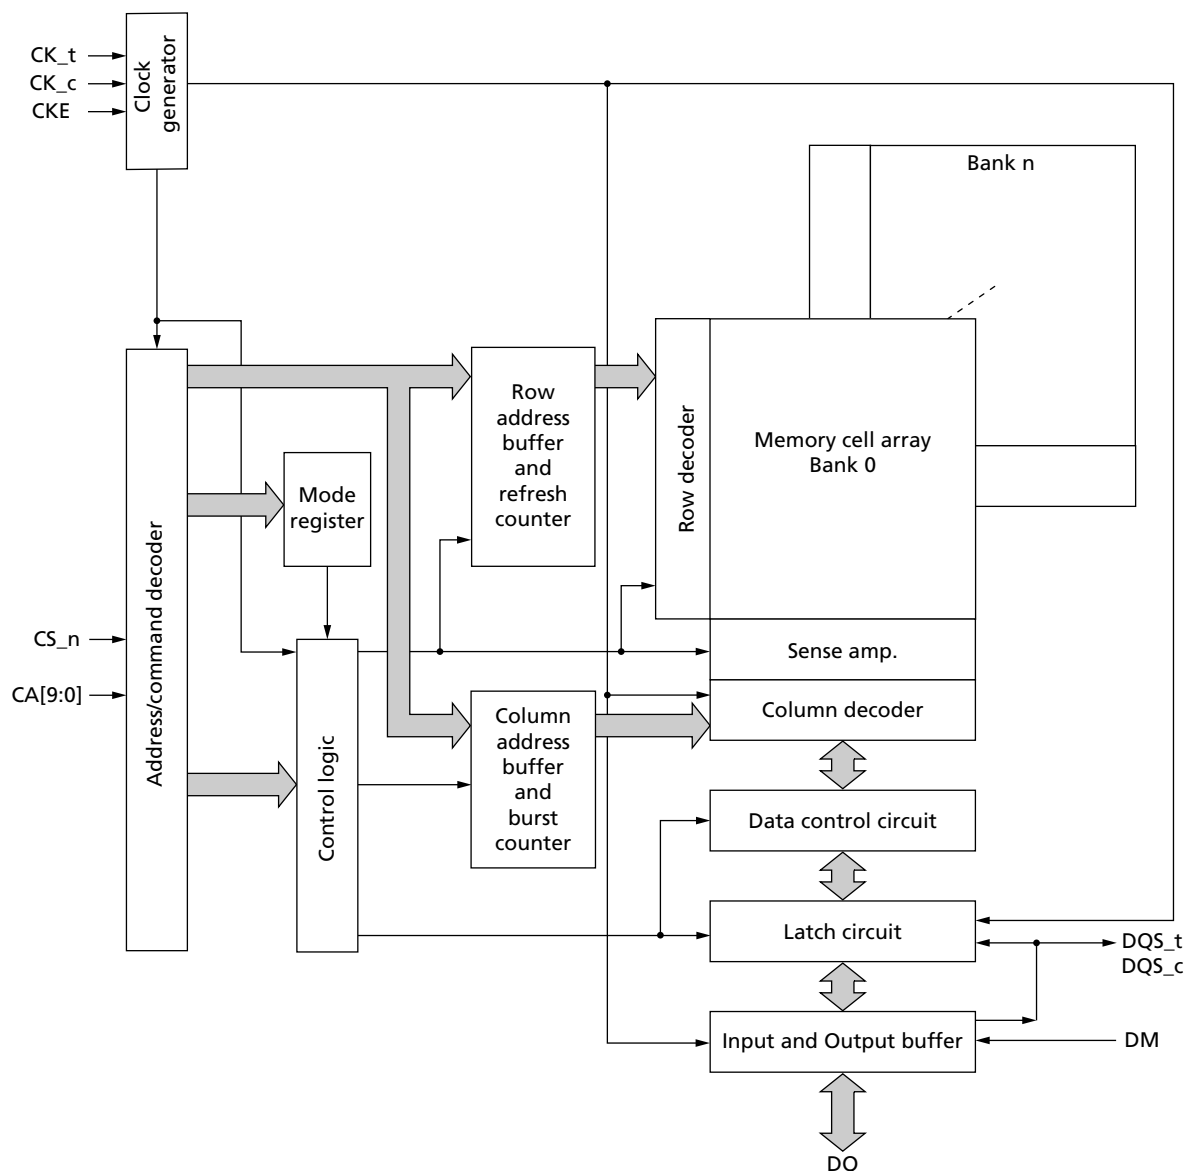 CK_t
CK_c
CKE
Clock
generator
Bank n
Row
address
buffer
and
refresh
counter
Row decoder
Memory cell array
Bank 0
Mode
register
Address/command decoder
CS_n
CA[9:0]
Sense amp.
Column decoder
Control logic
Column
address
buffer
and
burst
counter
Data control circuit
Latch circuit
DQS_t
DQS_c
Input and Output buffer
DM
DO